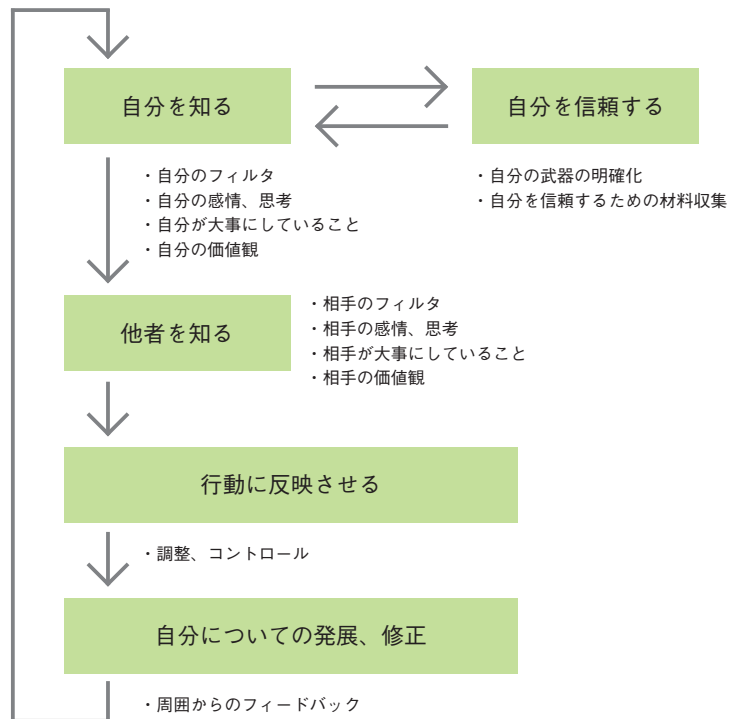 自分を知る
自分を信頼する
・自分のフィルタ
・自分の感情、思考
・自分が大事にしていること
・自分の価値観
・自分の武器の明確化
・自分を信頼するための材料収集
他者を知る
・相手のフィルタ
・相手の感情、思考
・相手が大事にしていること
・相手の価値観
行動に反映させる
・調整、コントロール
自分についての発展、修正
・周囲からのフィードバック